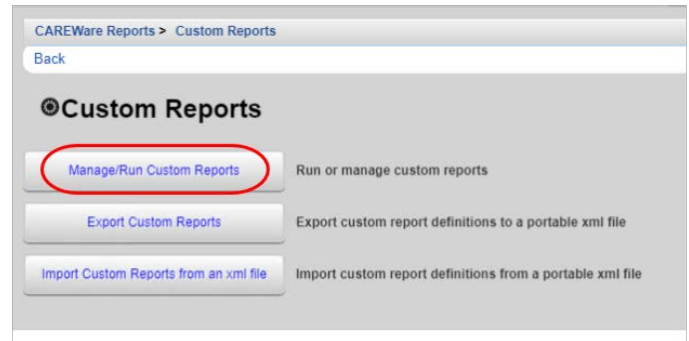 CAREWare Reports > Custom Reports
Back
Custom Reports
Manage/Run Custom Reports Run or manage custom reports
Export Custom Reports Export custom report definitions to a portable xml file
Import Custom Reports from an xml file Import custom report definitions from a portable xml file